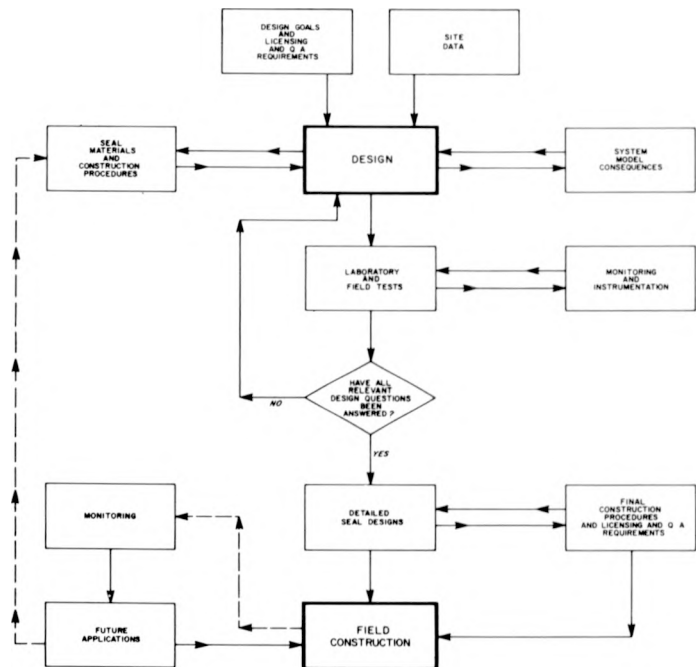 DESIGN GOALS
AND
LICENSING
AND Q A
REQUIREMENTS
SITE
DATA
SEAL
MATERIALS
AND
CONSTRUCTION
PROCEDURES
DESIGN
SYSTEM
MODEL
CONSEQUENCES
LABORATORY
AND
FIELD TESTS
MONITORING
AND
INSTRUMENTATION
HAVE ALL
RELEVANT
DESIGN QUESTIONS
BEEN
ANSWERED?
NO
YES
MONITORING
DETAILED
SEAL DESIGNS
FINAL
CONSTRUCTION
PROCEDURES
AND LICENSING AND Q A
REQUIREMENTS
FUTURE
APPLICATIONS
FIELD
CONSTRUCTION